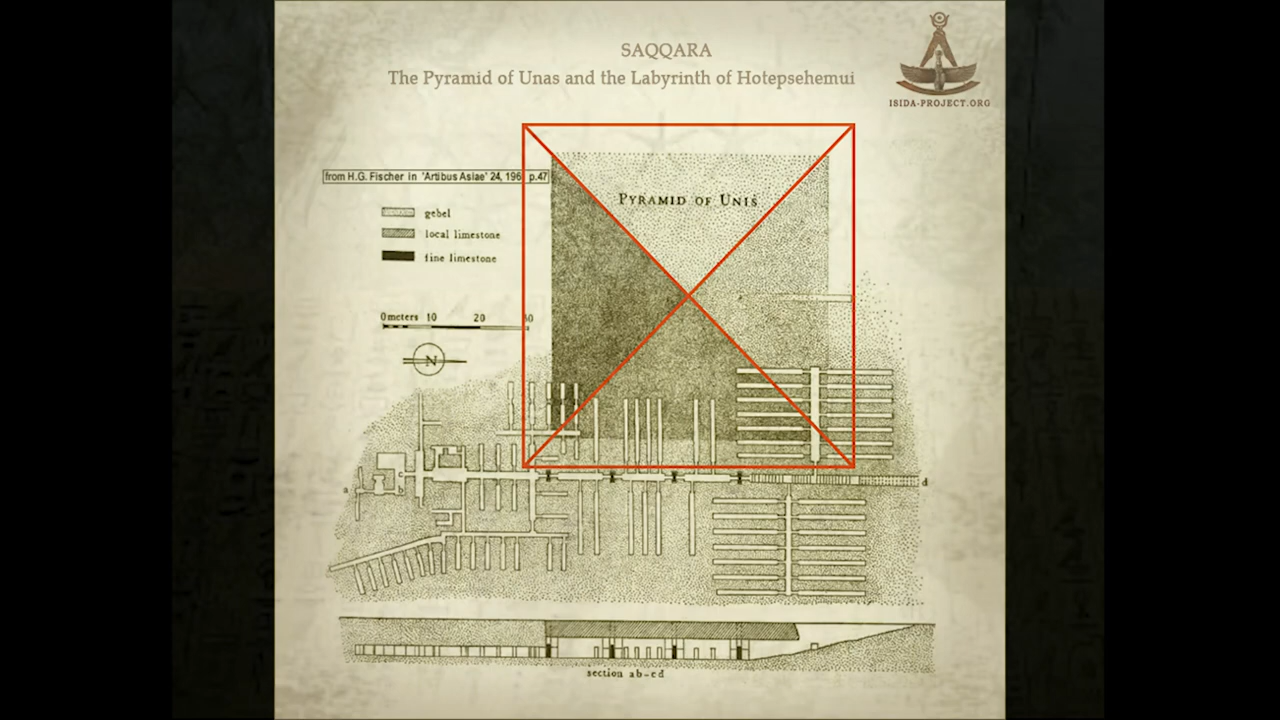 SAQQARA
The Pyramid of Unas and the Labyrinth of Hotepsehemui
ISIDA-PROJECT.ORG
from H.G. Fischer in 'Artibus Asiae' 24, 196 p.47
PYRAMID OF UNIS
gebel
local limestone
fine limestone
0 meters 10 20 30
N
a
c
b
d
section ab-cd